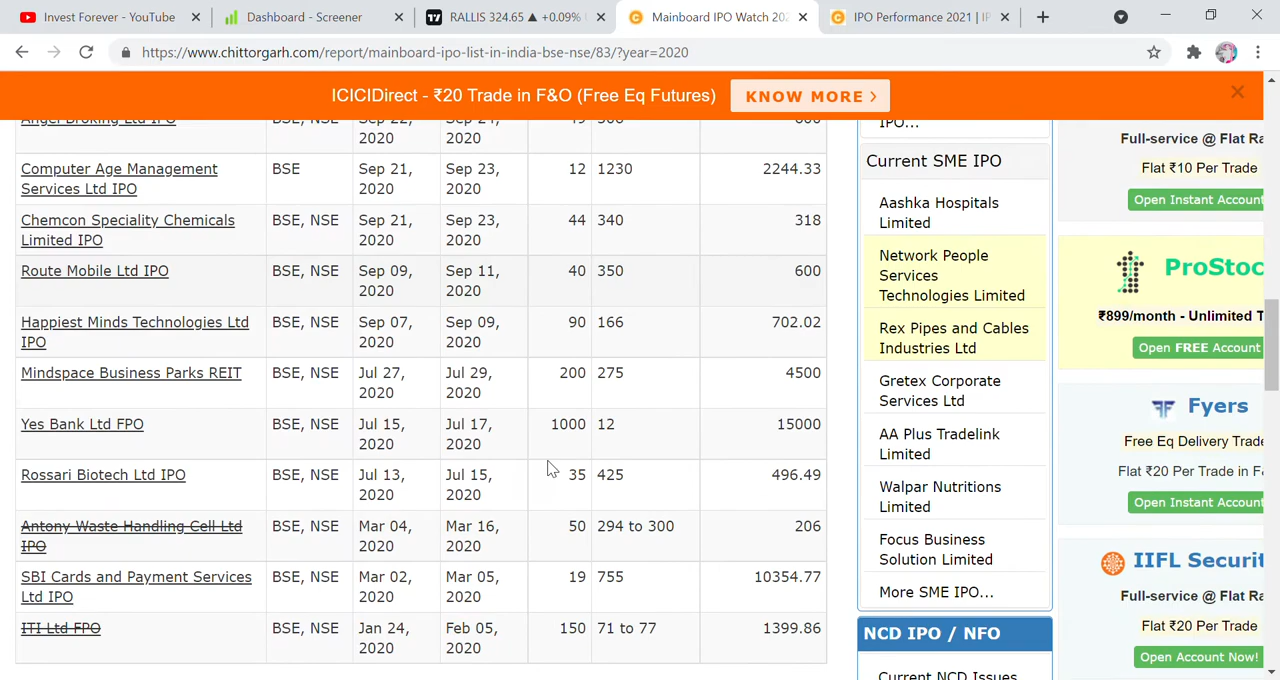 Invest Forever - YouTube
Dashboard - Screener
RALLIS 324.65 ▲ +0.09%
Mainboard IPO Watch 202
IPO Performance 2021 | IP
https://www.chittorgarh.com/report/mainboard-ipo-list-in-india-bse-nse/83/?year=2020
ICICIDirect - ₹20 Trade in F&O (Free Eq Futures) KNOW MORE
Angel Broking Ltd IPO BSE, NSE Sep 22, Sep 24,
2020 2020
Computer Age Management BSE Sep 21, Sep 23, 12 1230 2244.33
Services Ltd IPO 2020 2020
Chemcon Speciality Chemicals BSE, NSE Sep 21, Sep 23, 44 340 318
Limited IPO 2020 2020
Route Mobile Ltd IPO BSE, NSE Sep 09, Sep 11, 40 350 600
2020 2020
Happiest Minds Technologies Ltd BSE, NSE Sep 07, Sep 09, 90 166 702.02
IPO 2020 2020
Mindspace Business Parks REIT BSE, NSE Jul 27, Jul 29, 200 275 4500
2020 2020
Yes Bank Ltd FPO BSE, NSE Jul 15, Jul 17, 1000 12 15000
2020 2020
Rossari Biotech Ltd IPO BSE, NSE Jul 13, Jul 15, 35 425 496.49
2020 2020
Antony Waste Handling Cell Ltd BSE, NSE Mar 04, Mar 16, 50 294 to 300 206
IPO 2020 2020
SBI Cards and Payment Services BSE, NSE Mar 02, Mar 05, 19 755 10354.77
Ltd IPO 2020 2020
ITI Ltd FPO BSE, NSE Jan 24, Feb 05, 150 71 to 77 1399.86
2020 2020
IPO...
Current SME IPO
Aashka Hospitals
Limited
Network People
Services
Technologies Limited
Rex Pipes and Cables
Industries Ltd
Gretex Corporate
Services Ltd
AA Plus Tradelink
Limited
Walpar Nutritions
Limited
Focus Business
Solution Limited
More SME IPO...
NCD IPO / NFO
Current NCD Issues
Full-service @ Flat Ra
Flat ₹10 Per Trade
Open Instant Account
ProStoc
₹899/month - Unlimited T
Open FREE Account
Fyers
Free Eq Delivery Trade
Flat ₹20 Per Trade in F/
Open Instant Account
IIFL Securit
Full-service @ Flat Ra
Flat ₹20 Per Trade
Open Account Now!